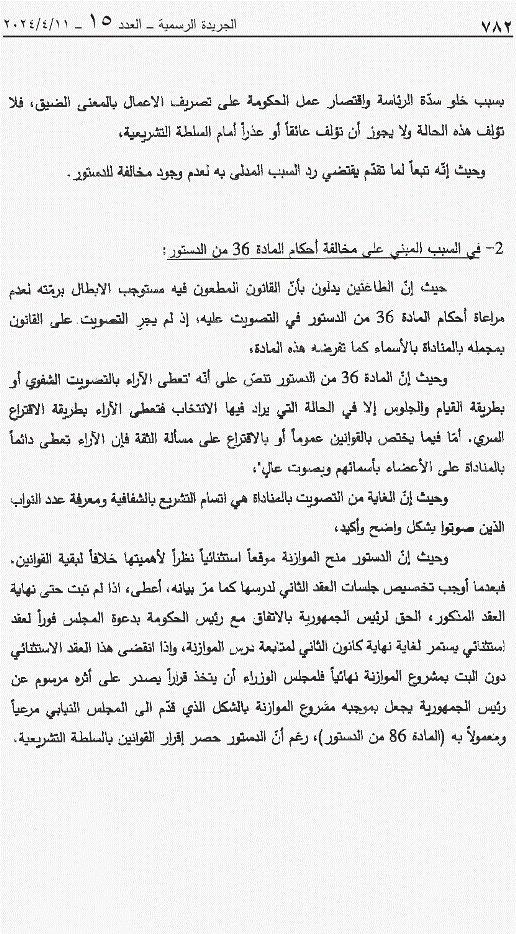 ٧٨٢ الجريدة الرسمية ــ العدد ١٥ ــ ٢٠٢٤/٤/١١
بسبب خلو سدّة الرئاسة واقتصار عمل الحكومة على تصريف الاعمال بالمعنى الضيق، فلا
تؤلف هذه الحالة ولا يجوز أن تؤلف عائقاً أو عذراً أمام السلطة التشريعية،
وحيث إنّه تبعاً لما تقدّم يقتضي رد السبب المدلى به لعدم وجود مخالفة للدستور.
2- في السبب المبني على مخالفة أحكام المادة 36 من الدستور:
حيث إنّ الطاعنين يدلون بأنّ القانون المطعون فيه مستوجب الابطال برمّته لعدم
مراعاة أحكام المادة 36 من الدستور في التصويت عليه، إذ لم يجرِ التصويت على القانون
بمجمله بالمناداة بالأسماء كما تفرضه هذه المادة،
وحيث إنّ المادة 36 من الدستور تنصّ على أنّه "تعطى الآراء بالتصويت الشفوي أو
بطريقة القيام والجلوس إلا في الحالة التي يراد فيها الانتخاب فتعطى الآراء بطريقة الاقتراع
السري. أمّا فيما يختص بالقوانين عموماً أو بالاقتراع على مسألة الثقة فإن الآراء تعطى دائماً
بالمناداة على الأعضاء بأسمائهم وبصوت عالٍ"،
وحيث إنّ الغاية من التصويت بالمناداة هي اتسام التشريع بالشفافية ومعرفة عدد النواب
الذين صوتوا بشكل واضح وأكيد،
وحيث إنّ الدستور منح الموازنة موقعاً استثنائياً نظراً لأهميتها خلافاً لبقية القوانين.
فبعدما أوجب تخصيص جلسات العقد الثاني لدرسها كما مرّ بيانه، أعطى، اذا لم تبت حتى نهاية
العقد المذكور، الحق لرئيس الجمهورية بالاتفاق مع رئيس الحكومة بدعوة المجلس فوراً لعقد
استثنائي يستمر لغاية نهاية كانون الثاني لمتابعة درس الموازنة، واذا انقضى هذا العقد الاستثنائي
دون البت بمشروع الموازنة نهائياً فلمجلس الوزراء أن يتخذ قراراً يصدر على أثره مرسوم عن
رئيس الجمهورية يجعل بموجبه مشروع الموازنة بالشكل الذي قدّم الى المجلس النيابي مرعياً
ومعمولاً به (المادة 86 من الدستور)، رغم أنّ الدستور حصر إقرار القوانين بالسلطة التشريعية.